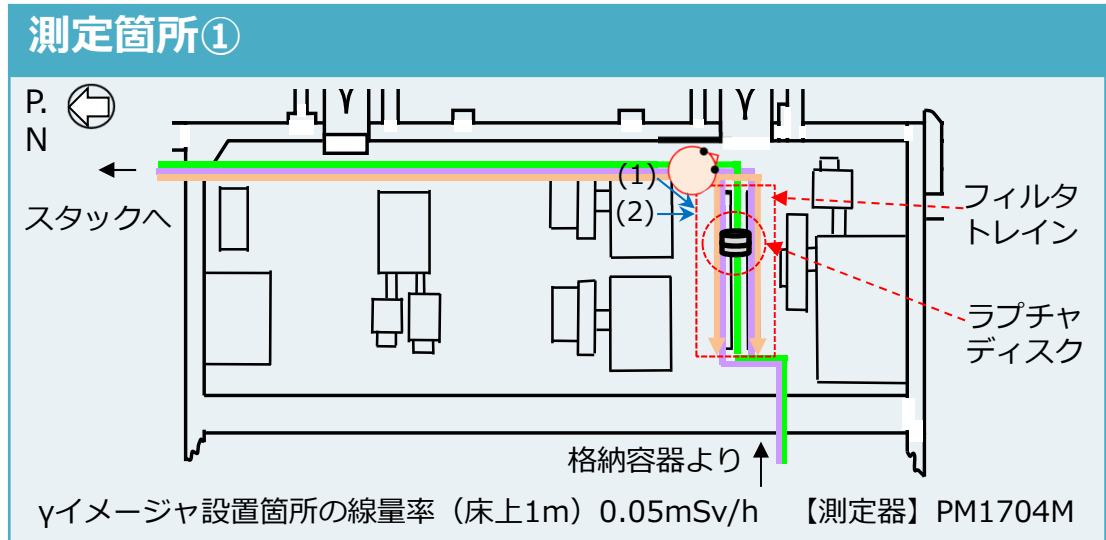 測定箇所①
P.
N
スタックへ
(1)
(2)
フィルタ
トレイン
ラプチャ
ディスク
格納容器より
γイメージャ設置箇所の線量率（床上1m）0.05mSv/h 【測定器】PM1704M